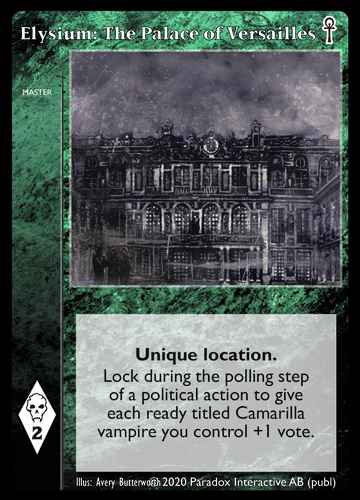 Elysium: The Palace of Versailles
MASTER
Unique location.
Lock during the polling step
of a political action to give
each ready titled Camarilla
vampire you control +1 vote.
2
Illus: Avery Butterworth 2020 Paradox Interactive AB (publ)